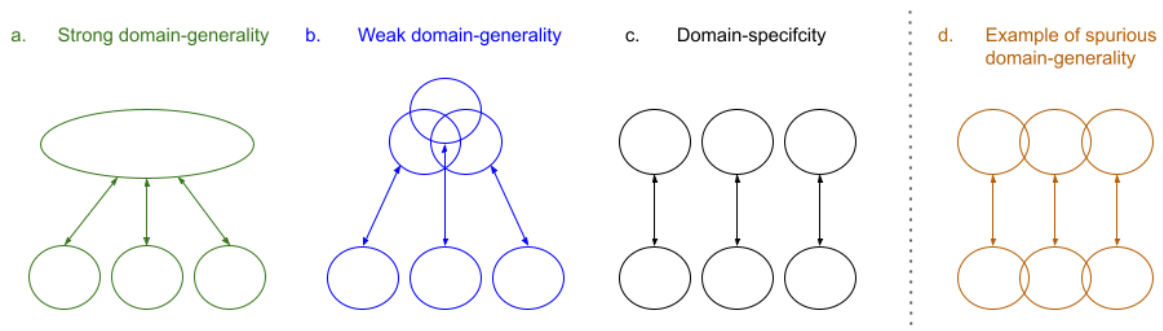 a. Strong domain-generality
b. Weak domain-generality
c. Domain-specifcity
d. Example of spurious
domain-generality